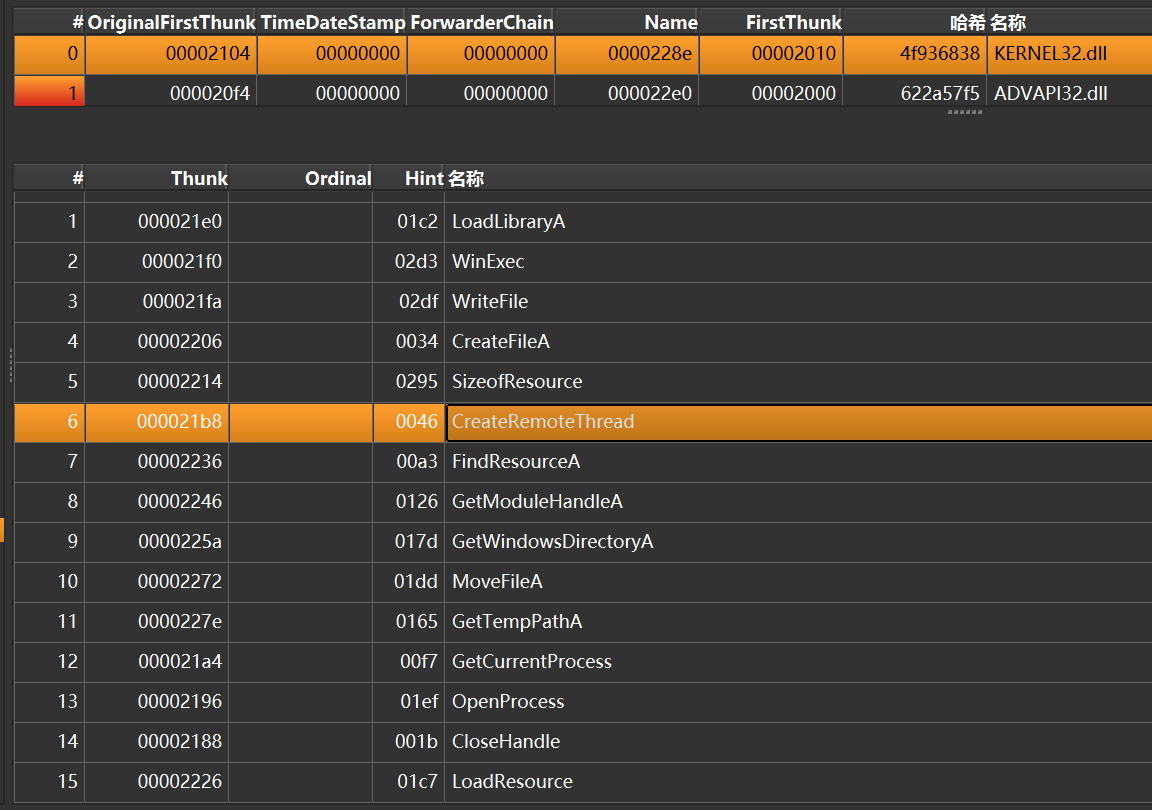 # OriginalFirstThunk TimeDateStamp ForwarderChain Name FirstThunk 哈希 名称
0 00002104 00000000 00000000 0000228e 00002010 4f936838 KERNEL32.dll
1 000020f4 00000000 00000000 000022e0 00002000 622a57f5 ADVAPI32.dll
# Thunk Ordinal Hint 名称
1 000021e0 01c2 LoadLibraryA
2 000021f0 02d3 WinExec
3 000021fa 02df WriteFile
4 00002206 0034 CreateFileA
5 00002214 0295 SizeofResource
6 000021b8 0046 CreateRemoteThread
7 00002236 00a3 FindResourceA
8 00002246 0126 GetModuleHandleA
9 0000225a 017d GetWindowsDirectoryA
10 00002272 01dd MoveFileA
11 0000227e 0165 GetTempPathA
12 000021a4 00f7 GetCurrentProcess
13 00002196 01ef OpenProcess
14 00002188 001b CloseHandle
15 00002226 01c7 LoadResource